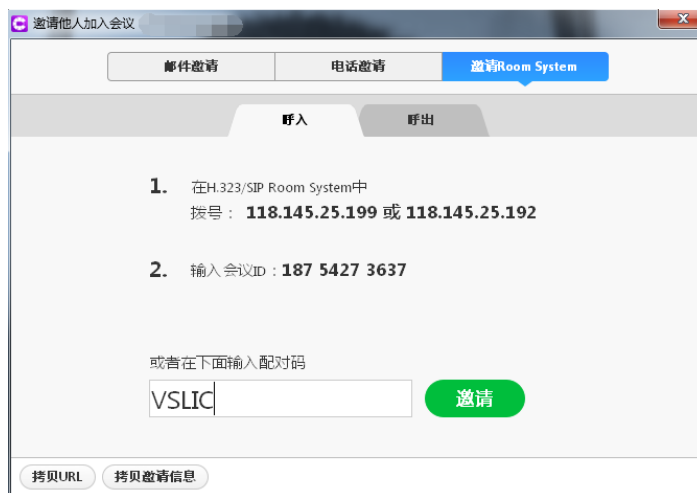 邀请他人加入会议
邮件邀请 电话邀请 邀请Room System
呼入 呼出
1. 在H.323/SIP Room System中
拨号： 118.145.25.199 或 118.145.25.192
2. 输入会议ID：187 5427 3637
或者在下面输入配对码
VSLIC 邀请
拷贝URL 拷贝邀请信息